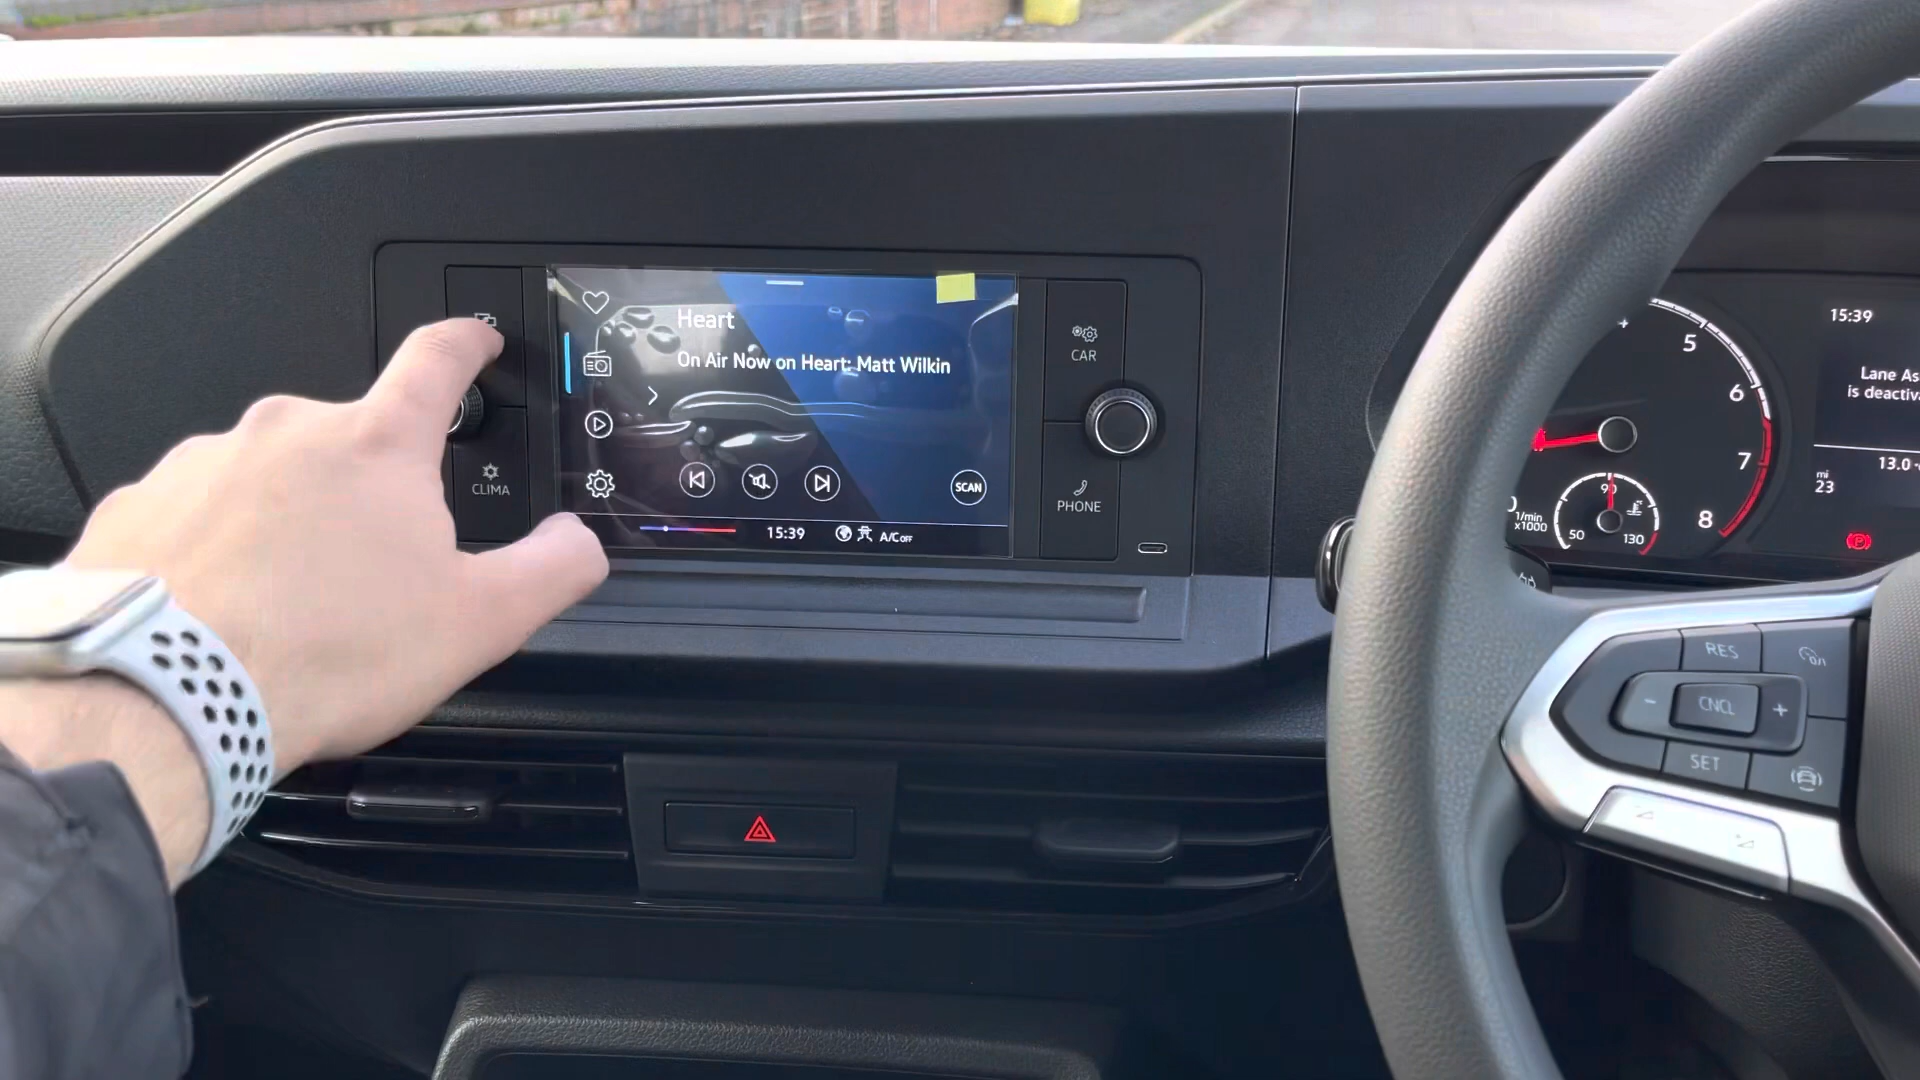 Heart
On Air Now on Heart: Matt Wilkin
SCAN
15:39
A/C OFF
CLIMA
CAR
PHONE
5
6
7
8
1/min
x1000
50
90
130
15:39
Lane As
is deactiv
13.0
mi
23
P
RES
CNCL
SET
- +